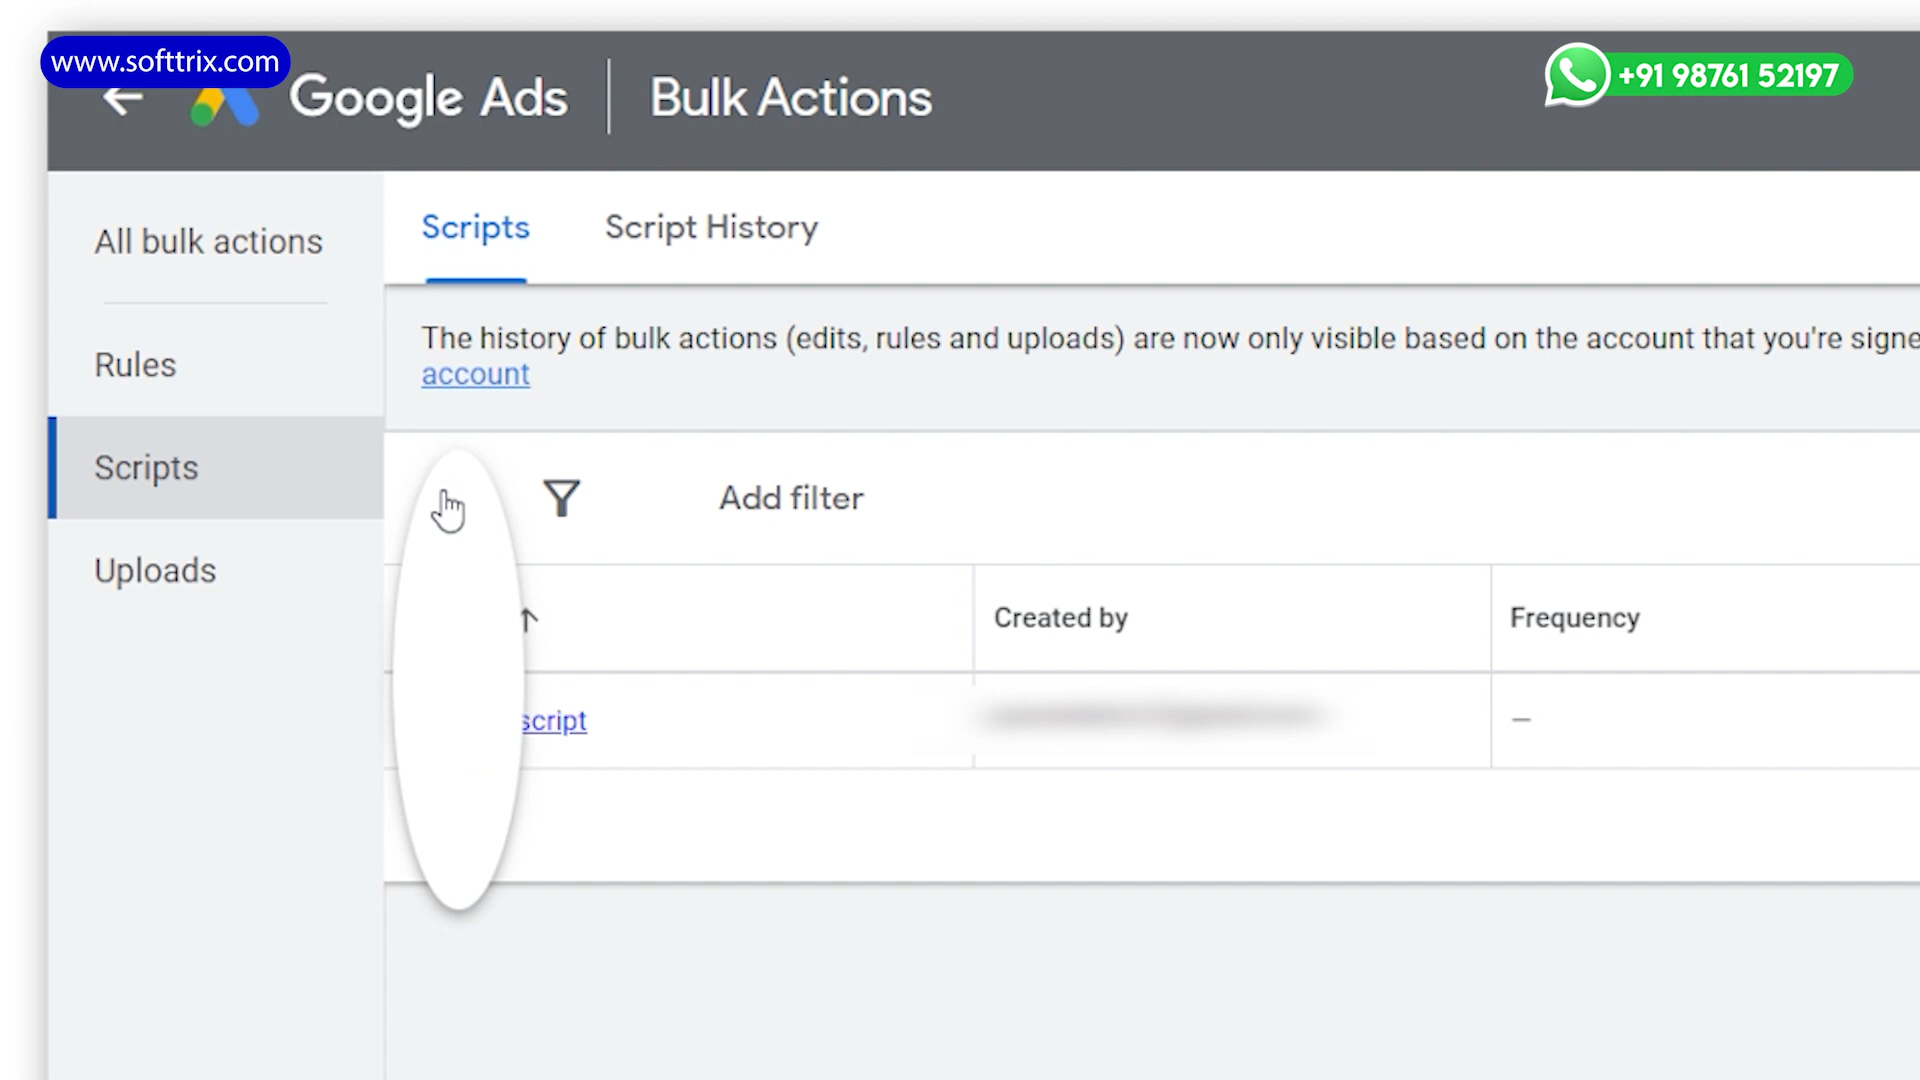 www.softtrix.com
+91 98761 52197
Google Ads
Bulk Actions
All bulk actions
Rules
Scripts
Uploads
Scripts
Script History
The history of bulk actions (edits, rules and uploads) are now only visible based on the account that you're signe
account
Add filter
Created by
Frequency
script
–